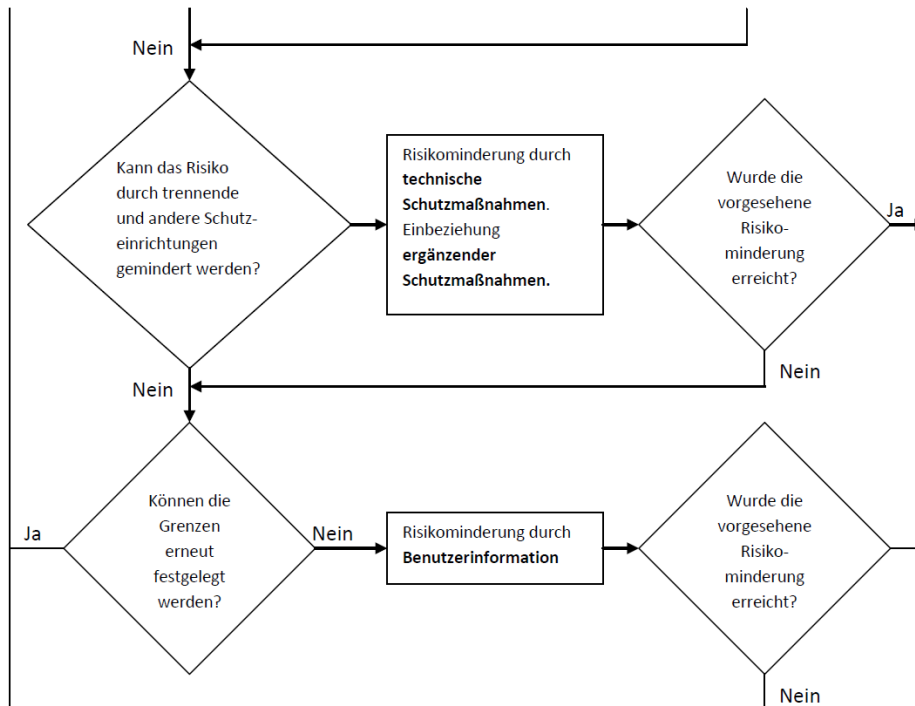 Nein
Kann das Risiko
durch trennende
und andere Schutz-
einrichtungen
gemindert werden?
Risikominderung durch
technische
Schutzmaßnahmen.
Einbeziehung
ergänzender
Schutzmaßnahmen.
Wurde die
vorgesehene
Risiko-
minderung
erreicht?
Ja
Nein
Nein
Können die
Grenzen
erneut
festgelegt
werden?
Ja
Nein
Risikominderung durch
Benutzerinformation
Wurde die
vorgesehene
Risiko-
minderung
erreicht?
Nein